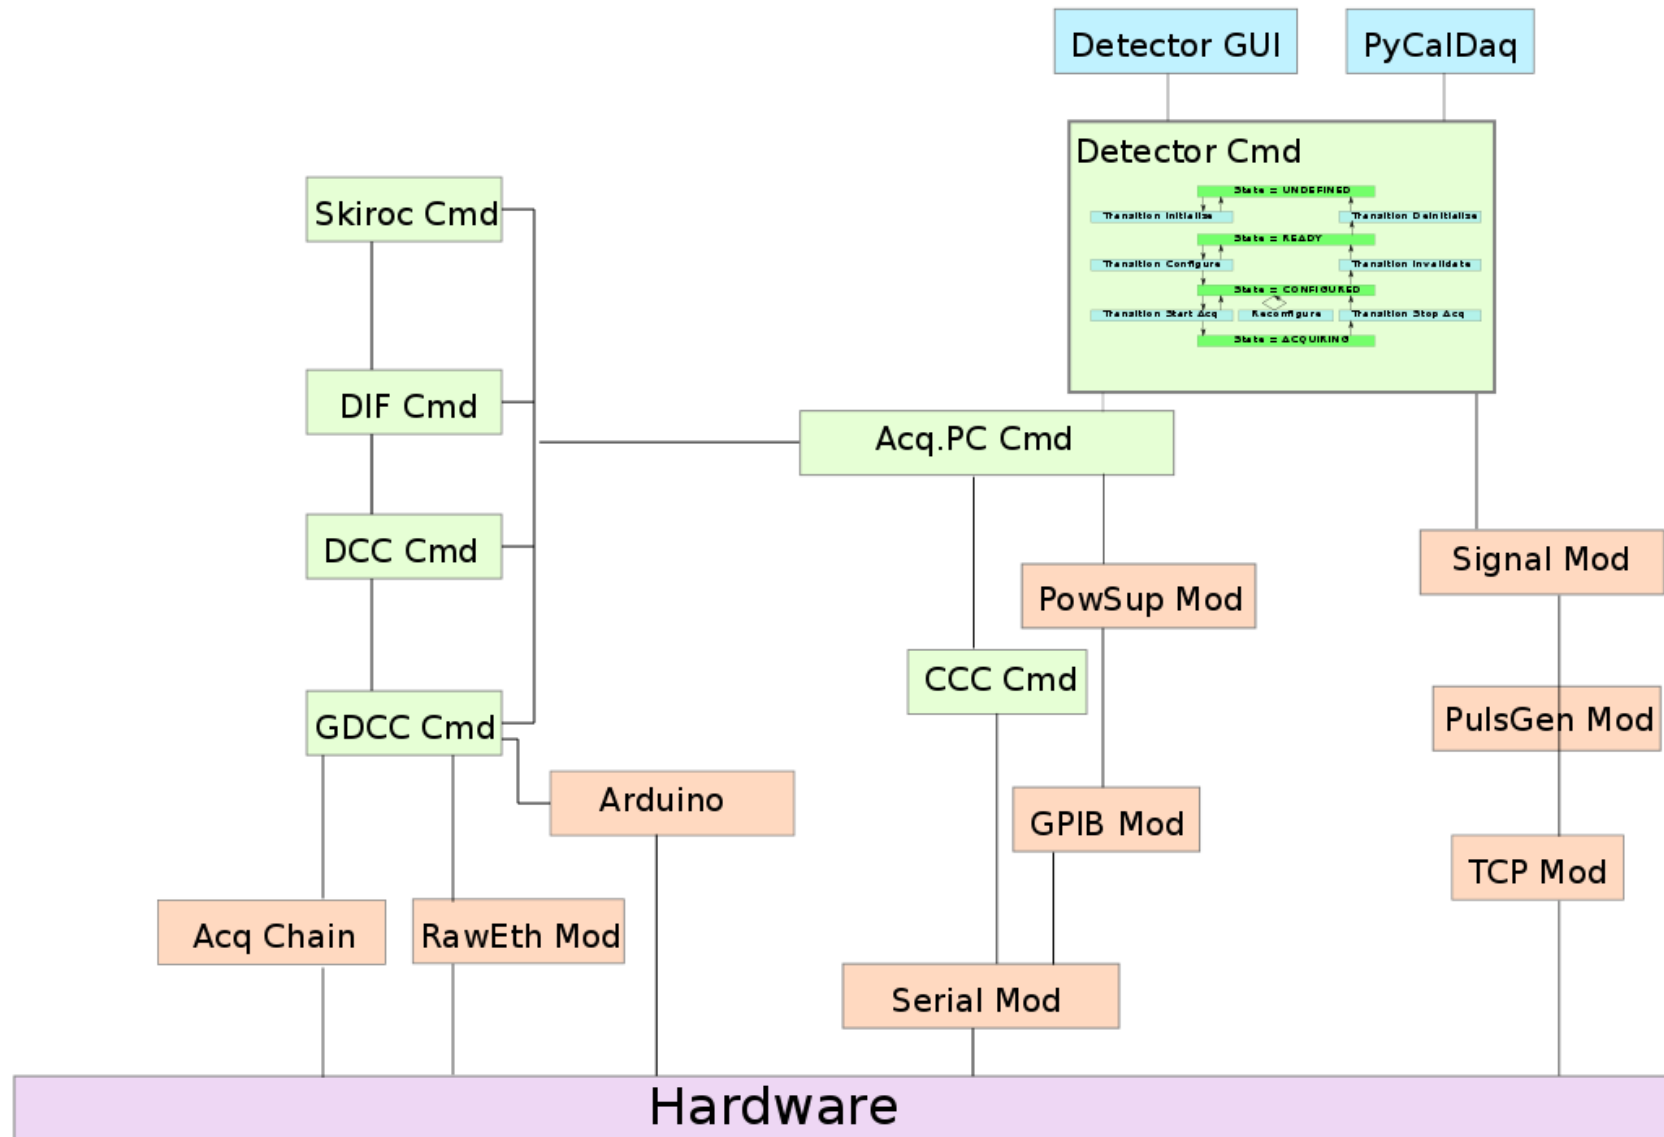 Detector GUI
PyCalDaq
Detector Cmd
State = UNDEFINED
Transition Initialise
Transition Deinitialise
State = READY
Transition Configure
Transition Invalidate
State = CONFIGURED
Transition Start Acq
Reconfigure
Transition Stop Acq
State = ACQUIRING
Skiroc Cmd
DIF Cmd
Acq.PC Cmd
DCC Cmd
Signal Mod
PowSup Mod
CCC Cmd
GDCC Cmd
PulsGen Mod
Arduino
GPIB Mod
TCP Mod
Acq Chain
RawEth Mod
Serial Mod
Hardware